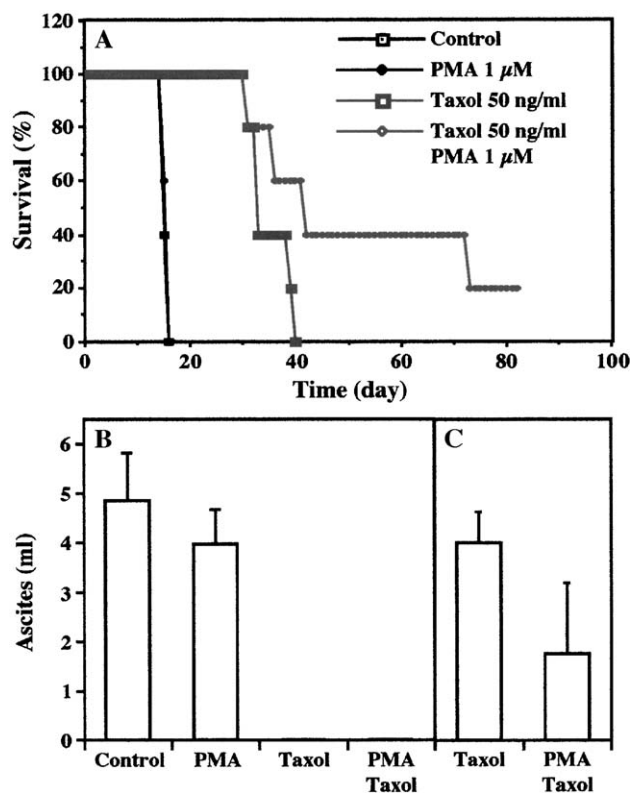 120
A
Control
100
PMA 1 µM
Taxol 50 ng/ml
80
Taxol 50 ng/ml
PMA 1 µM
60
40
20
0
Survival (%)
0 20 40 60 80 100
Time (day)
B C
6
5
4
3
2
1
0
Ascites (ml)
Control PMA Taxol PMA Taxol PMA
Taxol Taxol